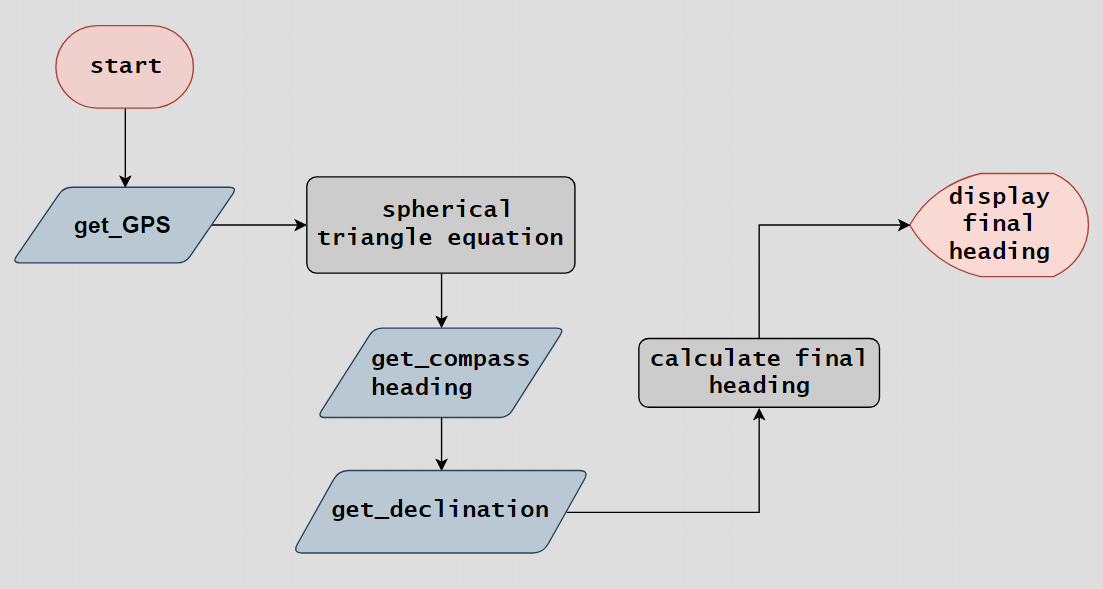 start
get_GPS
spherical
triangle equation
get_compass
heading
get_declination
calculate final
heading
display
final
heading